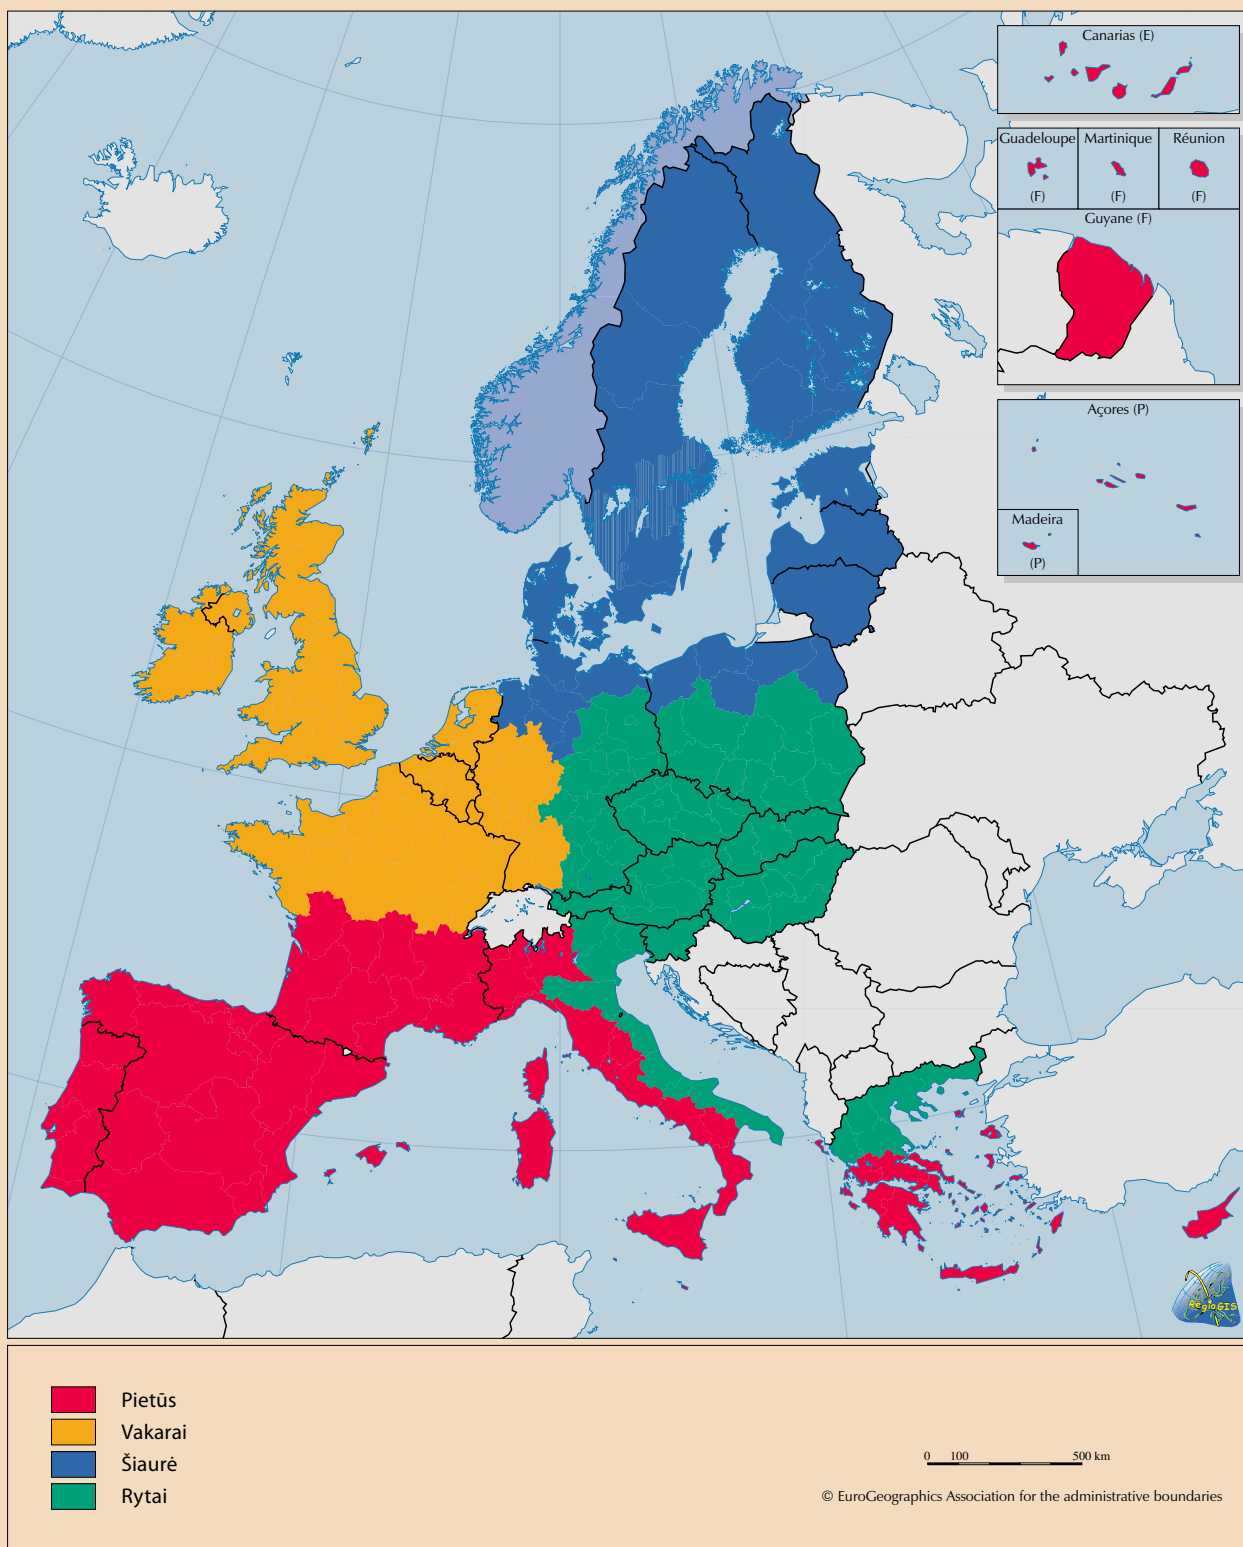 Canarias (E)
Guadeloupe
(F)
Martinique
(F)
Réunion
(F)
Guyane (F)
Açores (P)
Madeira
(P)
RegioGIS
Pietūs
Vakarai
Šiaurė
Rytai
0 100 500 km
© EuroGeographics Association for the administrative boundaries